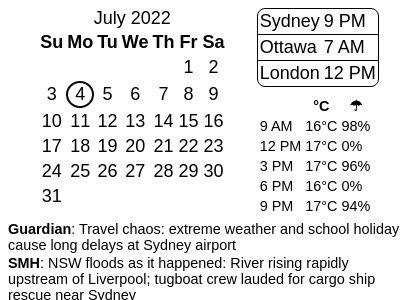 July 2022
Su Mo Tu We Th Fr Sa
1 2
3 4 5 6 7 8 9
10 11 12 13 14 15 16
17 18 19 20 21 22 23
24 25 26 27 28 29 30
31
Sydney 9 PM
Ottawa 7 AM
London 12 PM
°C ☂
9 AM 16°C 98%
12 PM 17°C 0%
3 PM 17°C 96%
6 PM 16°C 0%
9 PM 17°C 94%
Guardian: Travel chaos: extreme weather and school holiday
cause long delays at Sydney airport
SMH: NSW floods as it happened: River rising rapidly
upstream of Liverpool; tugboat crew lauded for cargo ship
rescue near Sydney